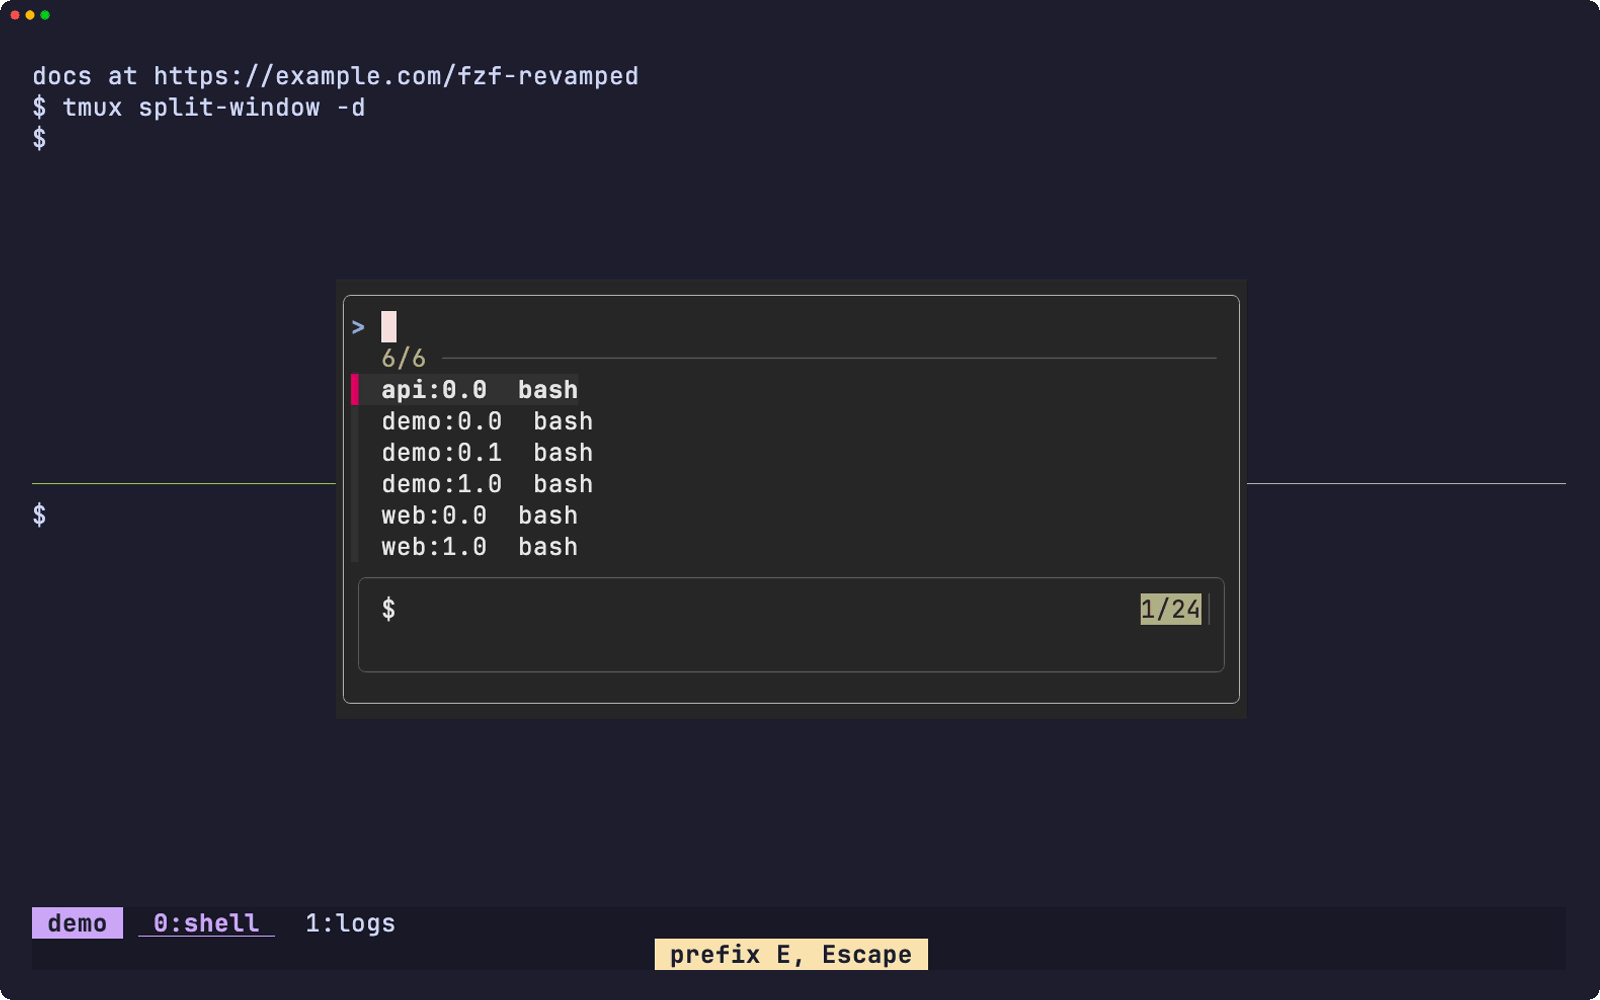 docs at https://example.com/fzf-revamped
$ tmux split-window -d
$
>
6/6
api:0.0  bash
demo:0.0  bash
demo:0.1  bash
demo:1.0  bash
web:0.0  bash
web:1.0  bash
$ 1/24
$
demo 0:shell 1:logs
prefix E, Escape